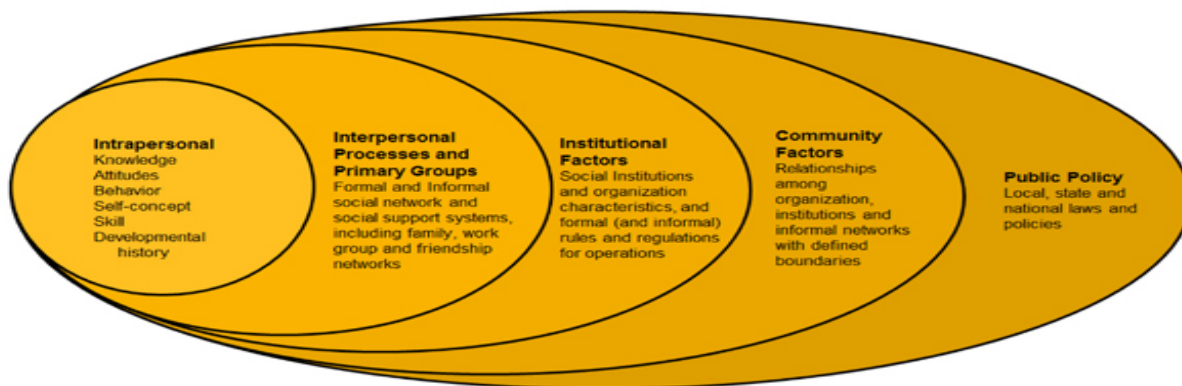 Intrapersonal
Knowledge
Attitudes
Behavior
Self-concept
Skill
Developmental
history
Interpersonal
Processes and
Primary Groups
Formal and Informal
social network and
social support systems,
including family, work
group and friendship
networks
Institutional
Factors
Social Institutions
and organization
characteristics, and
formal (and informal)
rules and regulations
for operations
Community
Factors
Relationships
among
organization,
institutions and
informal networks
with defined
boundaries
Public Policy
Local, state and
national laws and
policies